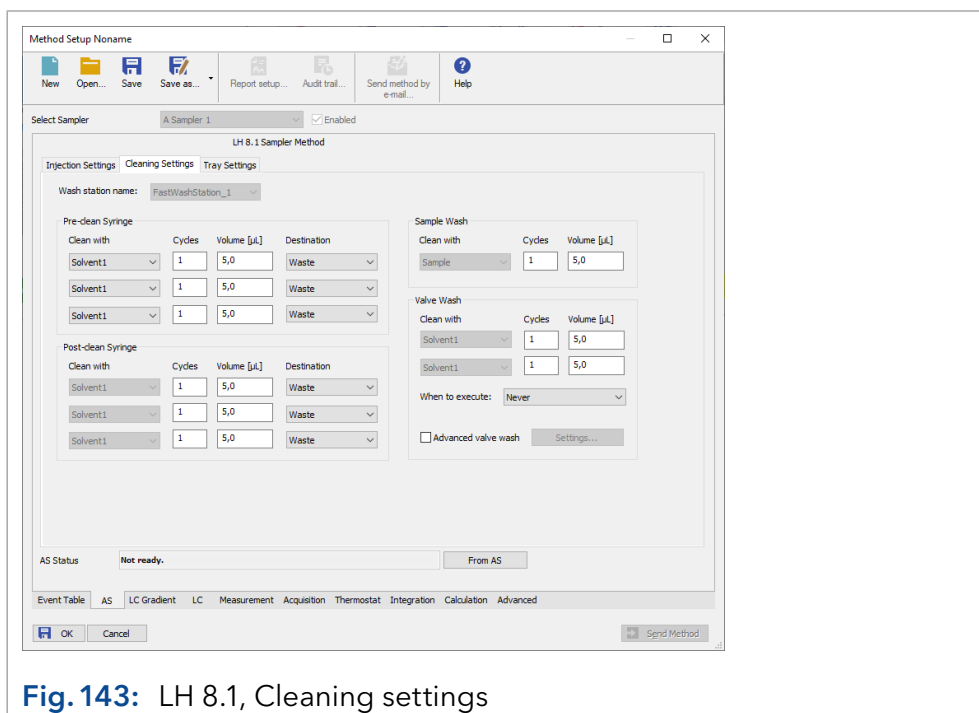 Method Setup Noname
New Open... Save Save as... Report setup... Audit trail... Send method by e-mail... Help
Select Sampler A Sampler 1 Enabled
LH 8.1 Sampler Method
Injection Settings Cleaning Settings Tray Settings
Wash station name: FastWashStation_1
Pre-clean Syringe
Clean with Cycles Volume [µL] Destination
Solvent1 1 5,0 Waste
Solvent1 1 5,0 Waste
Solvent1 1 5,0 Waste
Post-clean Syringe
Clean with Cycles Volume [µL] Destination
Solvent1 1 5,0 Waste
Solvent1 1 5,0 Waste
Solvent1 1 5,0 Waste
Sample Wash
Clean with Cycles Volume [µL]
Sample 1 5,0
Valve Wash
Clean with Cycles Volume [µL]
Solvent1 1 5,0
Solvent1 1 5,0
When to execute: Never
Advanced valve wash Settings...
AS Status Not ready. From AS
Event Table AS LC Gradient LC Measurement Acquisition Thermostat Integration Calculation Advanced
OK Cancel Send Method
Fig. 143: LH 8.1, Cleaning settings